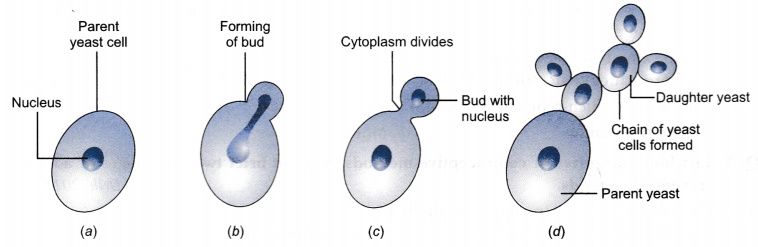 Parent
yeast cell
Nucleus
(a)
Forming
of bud
(b)
Cytoplasm divides
Bud with
nucleus
(c)
Daughter yeast
Chain of yeast
cells formed
Parent yeast
(d)